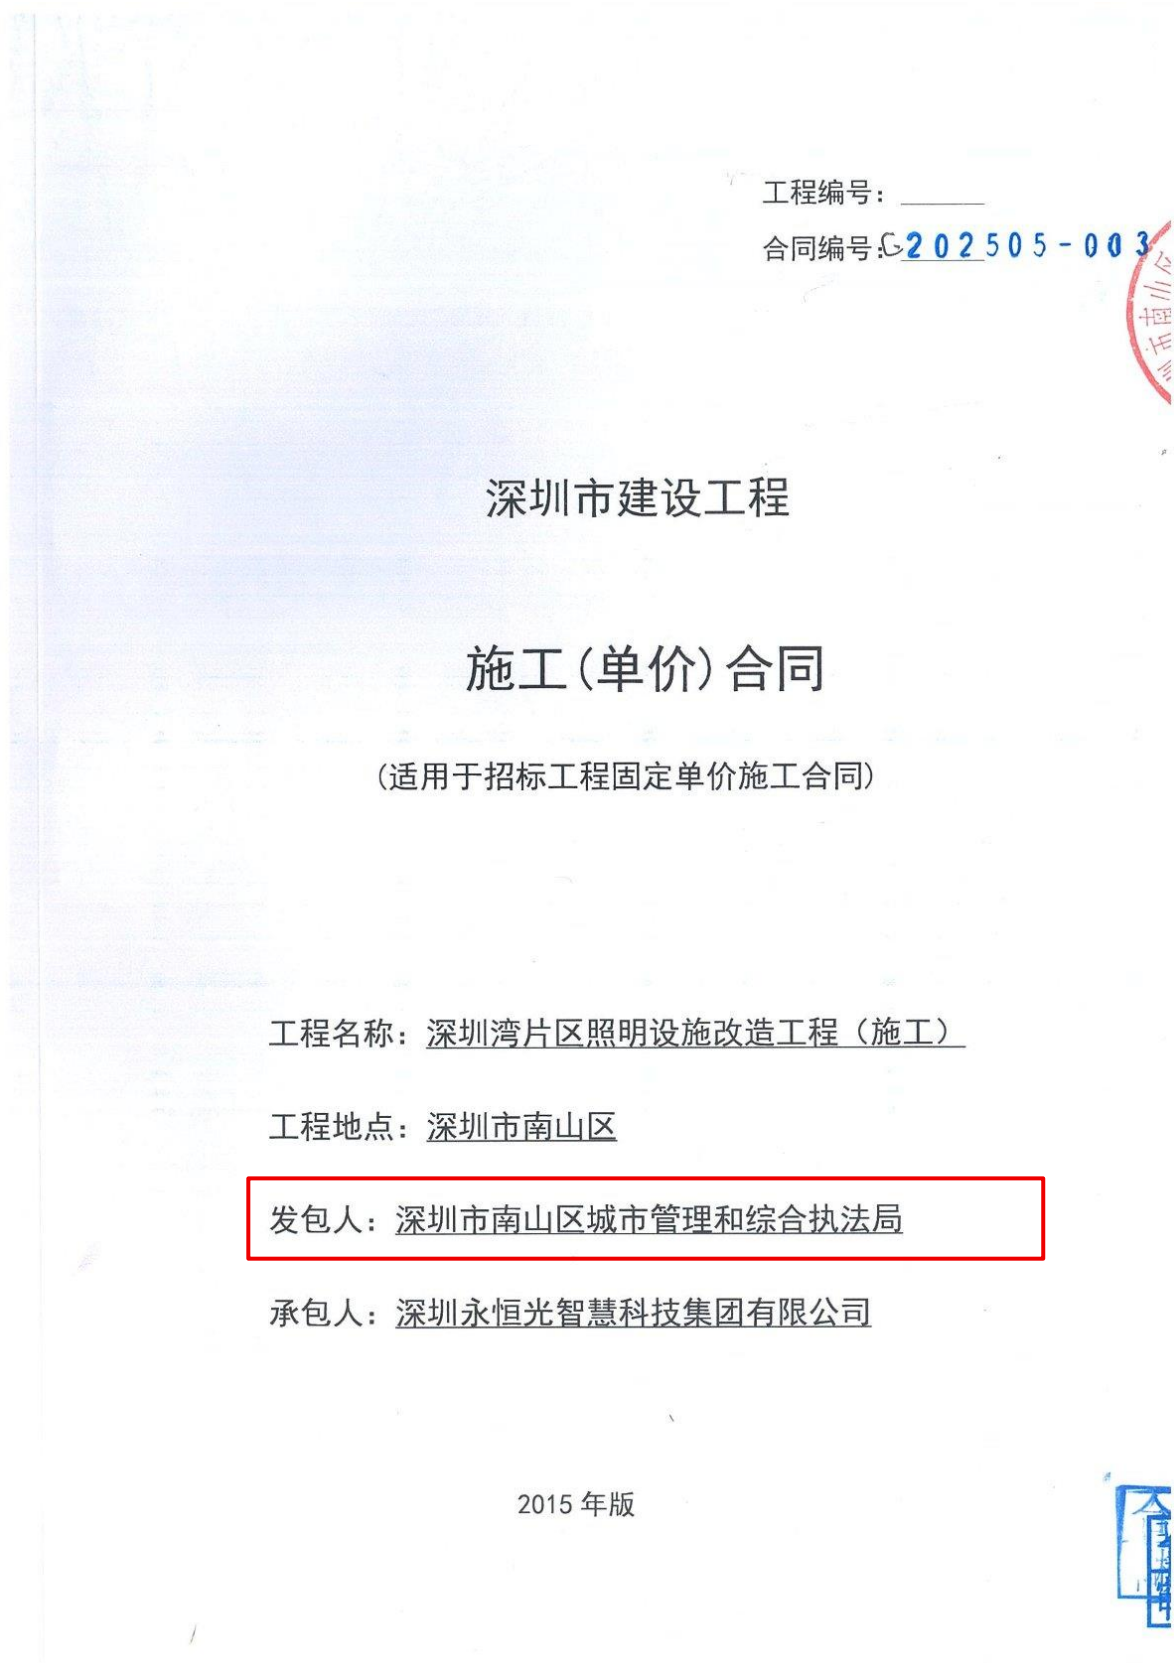 工程编号：
合同编号：G202505-003
深圳市建设工程
施工(单价)合同
(适用于招标工程固定单价施工合同)
工程名称：深圳湾片区照明设施改造工程（施工）
工程地点：深圳市南山区
发包人：深圳市南山区城市管理和综合执法局
承包人：深圳永恒光智慧科技集团有限公司
2015 年版